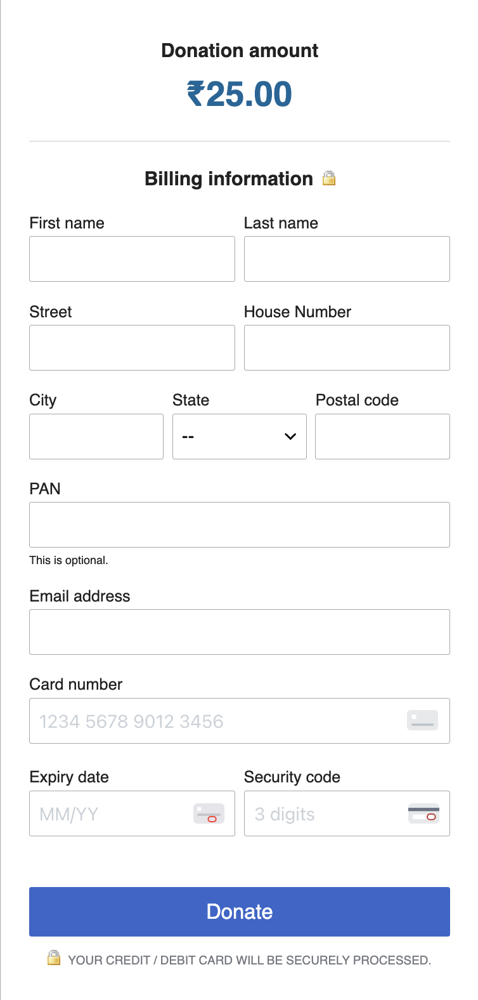 Donation amount
₹25.00
Billing information
First name Last name
Street House Number
City State Postal code
--
PAN
This is optional.
Email address
Card number
1234 5678 9012 3456
Expiry date Security code
MM/YY 3 digits
Donate
YOUR CREDIT / DEBIT CARD WILL BE SECURELY PROCESSED.